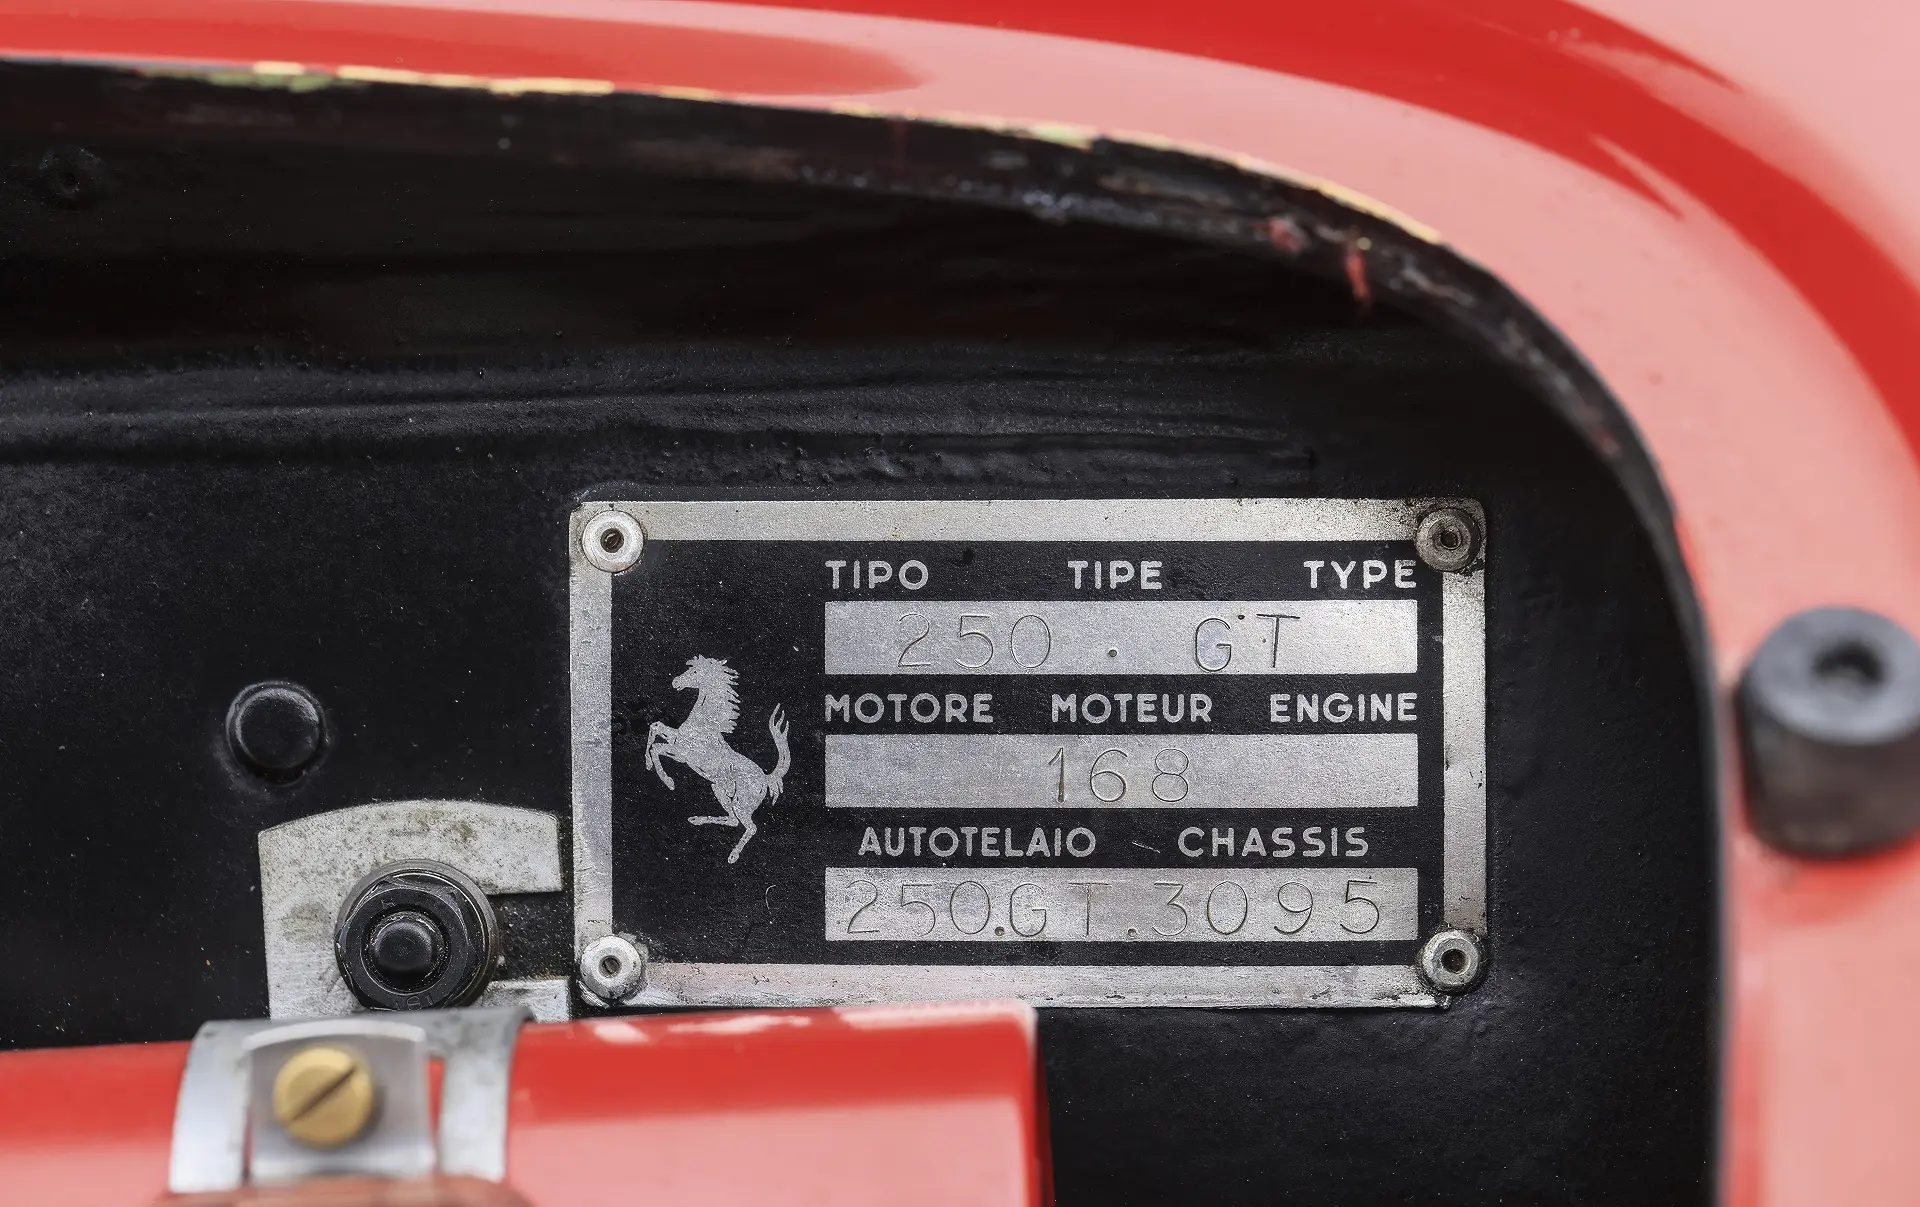 TIPO TIPE TYPE
250 . GT
MOTORE MOTEUR ENGINE
168
AUTOTELAIO CHASSIS
250.GT.3095